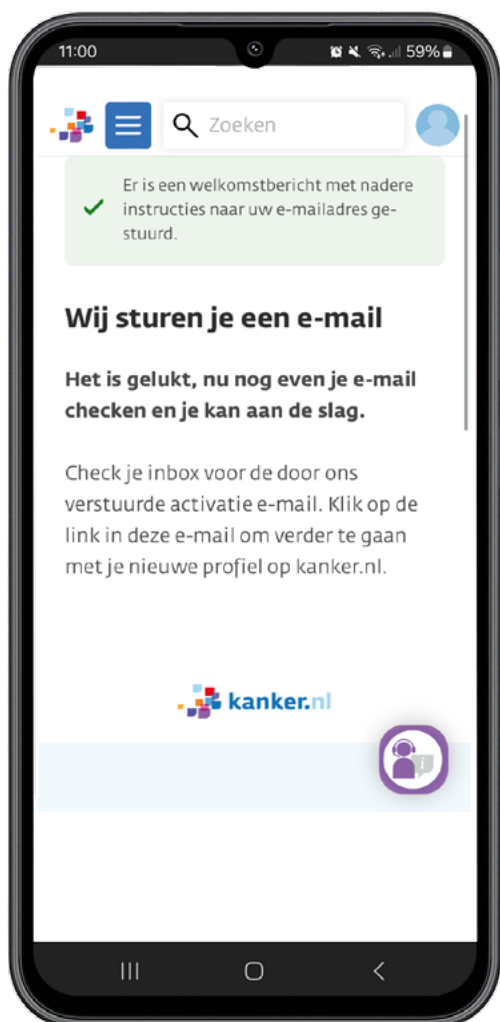 11:00
59%
Zoeken
Er is een welkomstbericht met nadere
instructies naar uw e-mailadres ge-
stuurd.
Wij sturen je een e-mail
Het is gelukt, nu nog even je e-mail
checken en je kan aan de slag.
Check je inbox voor de door ons
verstuurde activatie e-mail. Klik op de
link in deze e-mail om verder te gaan
met je nieuwe profiel op kanker.nl.
kanker.nl
i